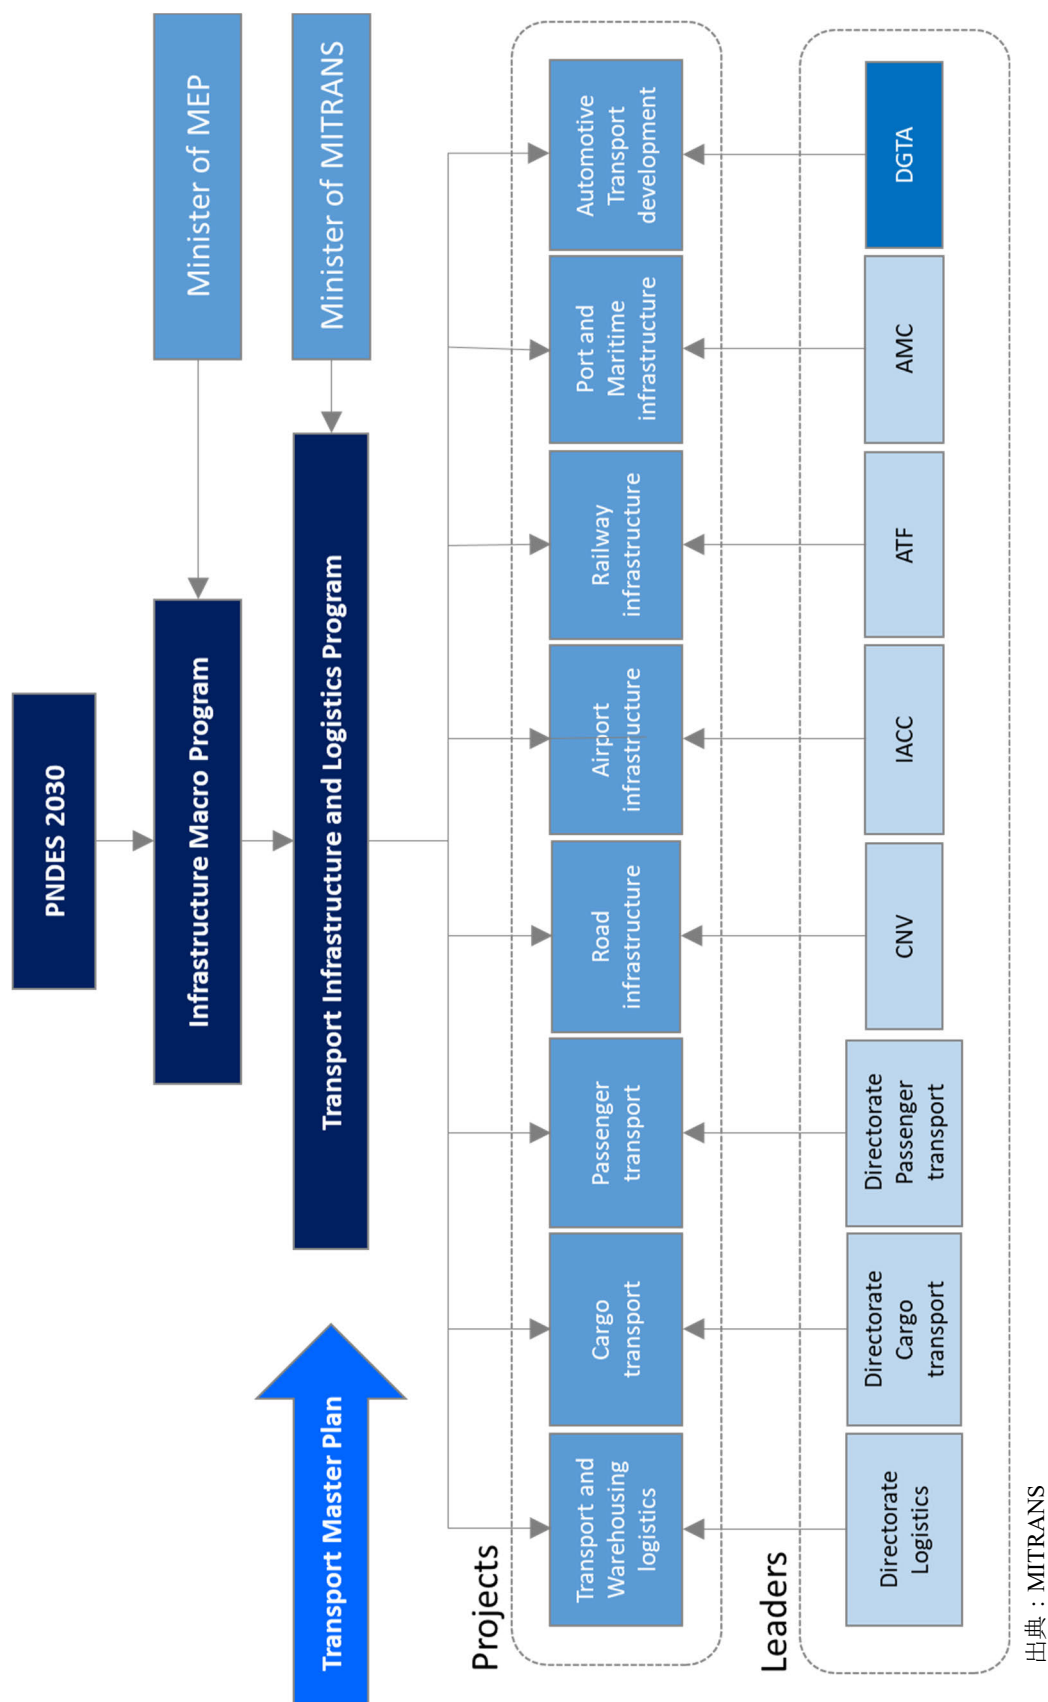 PNDES 2030
Minister of MEP
Infrastructure Macro Program
Minister of MITRANS
Transport Master Plan
Transport Infrastructure and Logistics Program
Projects
Transport and
Warehousing
logistics
Cargo
transport
Passenger
transport
Road
infrastructure
Airport
infrastructure
Railway
infrastructure
Port and
Maritime
infrastructure
Automotive
Transport
development
Leaders
Directorate
Logistics
Directorate
Cargo
transport
Directorate
Passenger
transport
CNV
IACC
ATF
AMC
DGTA
出典：MITRANS